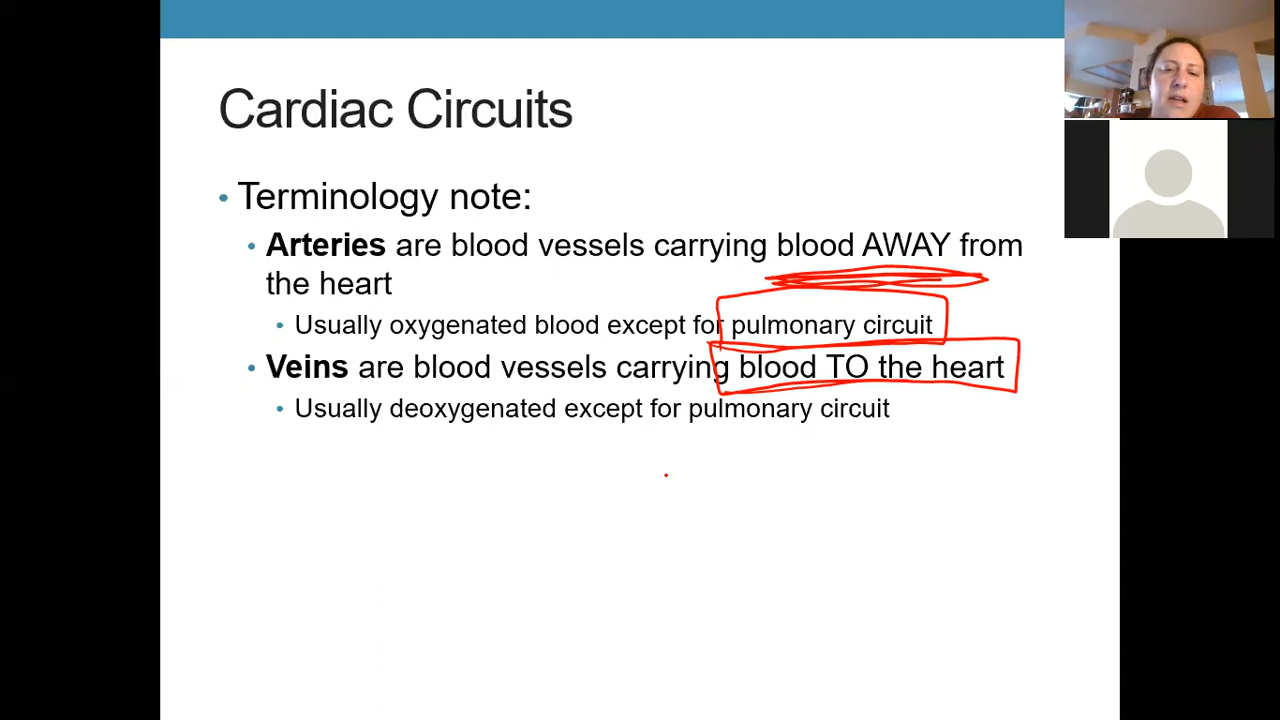 Cardiac Circuits
• Terminology note:
• Arteries are blood vessels carrying blood AWAY from
the heart
• Usually oxygenated blood except for pulmonary circuit
• Veins are blood vessels carrying blood TO the heart
• Usually deoxygenated except for pulmonary circuit